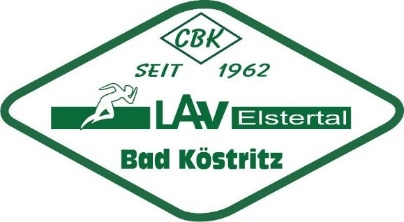 CBK
SEIT 1962
LAV Elstertal
Bad Köstritz